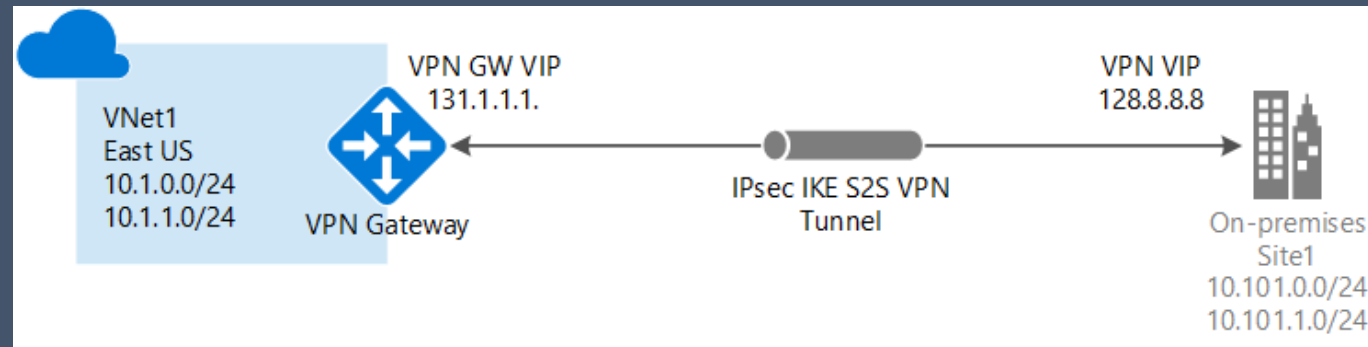 VNet1
East US
10.1.0.0/24
10.1.1.0/24
VPN GW VIP
131.1.1.1.
VPN Gateway
IPsec IKE S2S VPN
Tunnel
VPN VIP
128.8.8.8
On-premises
Site1
10.101.0.0/24
10.101.1.0/24